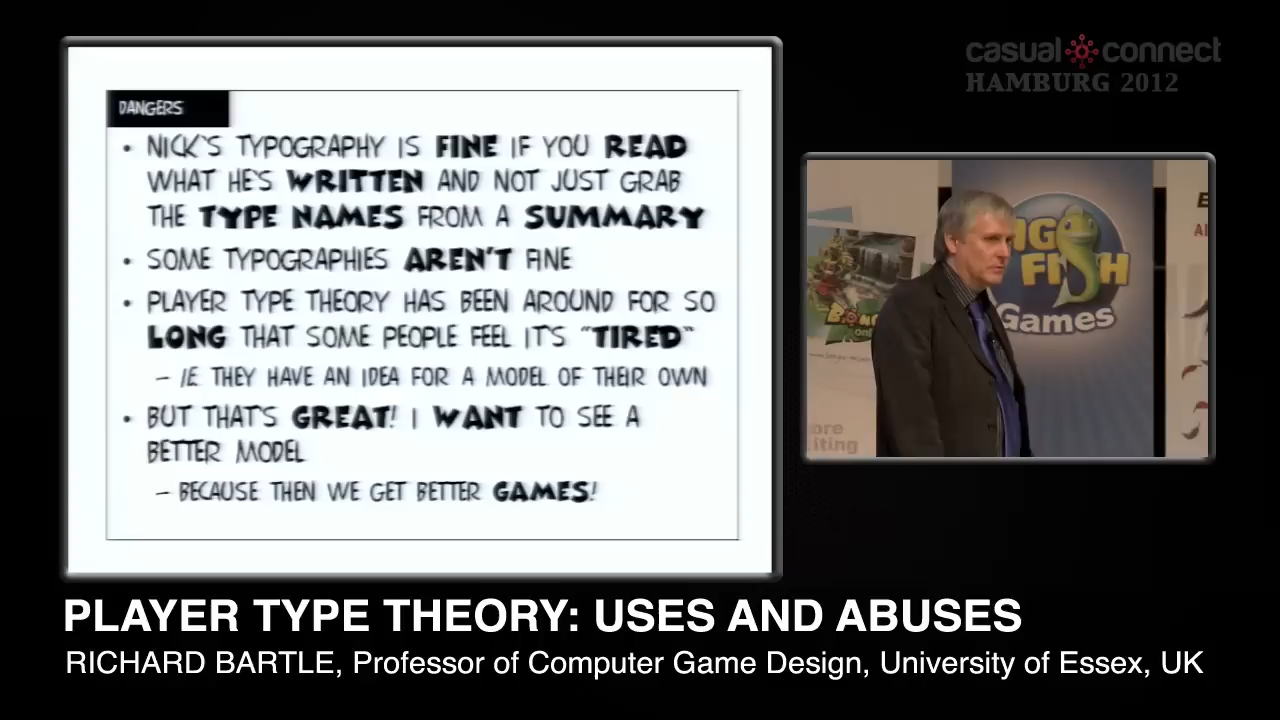 casual connect
HAMBURG 2012
DANGERS
• NICK'S TYPOGRAPHY IS FINE IF YOU READ
WHAT HE'S WRITTEN AND NOT JUST GRAB
THE TYPE NAMES FROM A SUMMARY
• SOME TYPOGRAPHIES AREN'T FINE
• PLAYER TYPE THEORY HAS BEEN AROUND FOR SO
LONG THAT SOME PEOPLE FEEL IT'S "TIRED"
– IE THEY HAVE AN IDEA FOR A MODEL OF THEIR OWN
• BUT THAT'S GREAT! I WANT TO SEE A
BETTER MODEL
– BECAUSE THEN WE GET BETTER GAMES!
FISH
Games
PLAYER TYPE THEORY: USES AND ABUSES
RICHARD BARTLE, Professor of Computer Game Design, University of Essex, UK